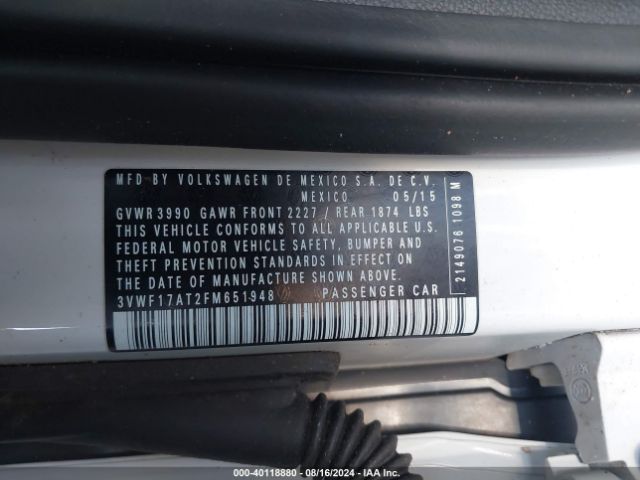 MFD BY VOLKSWAGEN DE MEXICO S.A. DE C.V.
MEXICO 05/15
GVWR 3990 GAWR FRONT 2227 / REAR 1874 LBS
THIS VEHICLE CONFORMS TO ALL APPLICABLE U.S.
FEDERAL MOTOR VEHICLE SAFETY, BUMPER AND
THEFT PREVENTION STANDARDS IN EFFECT ON
THE DATE OF MANUFACTURE SHOWN ABOVE.
3VWF17AT2FM651948 PASSENGER CAR
2149076 1098 M
000-40118880 - 08/16/2024 - IAA Inc.